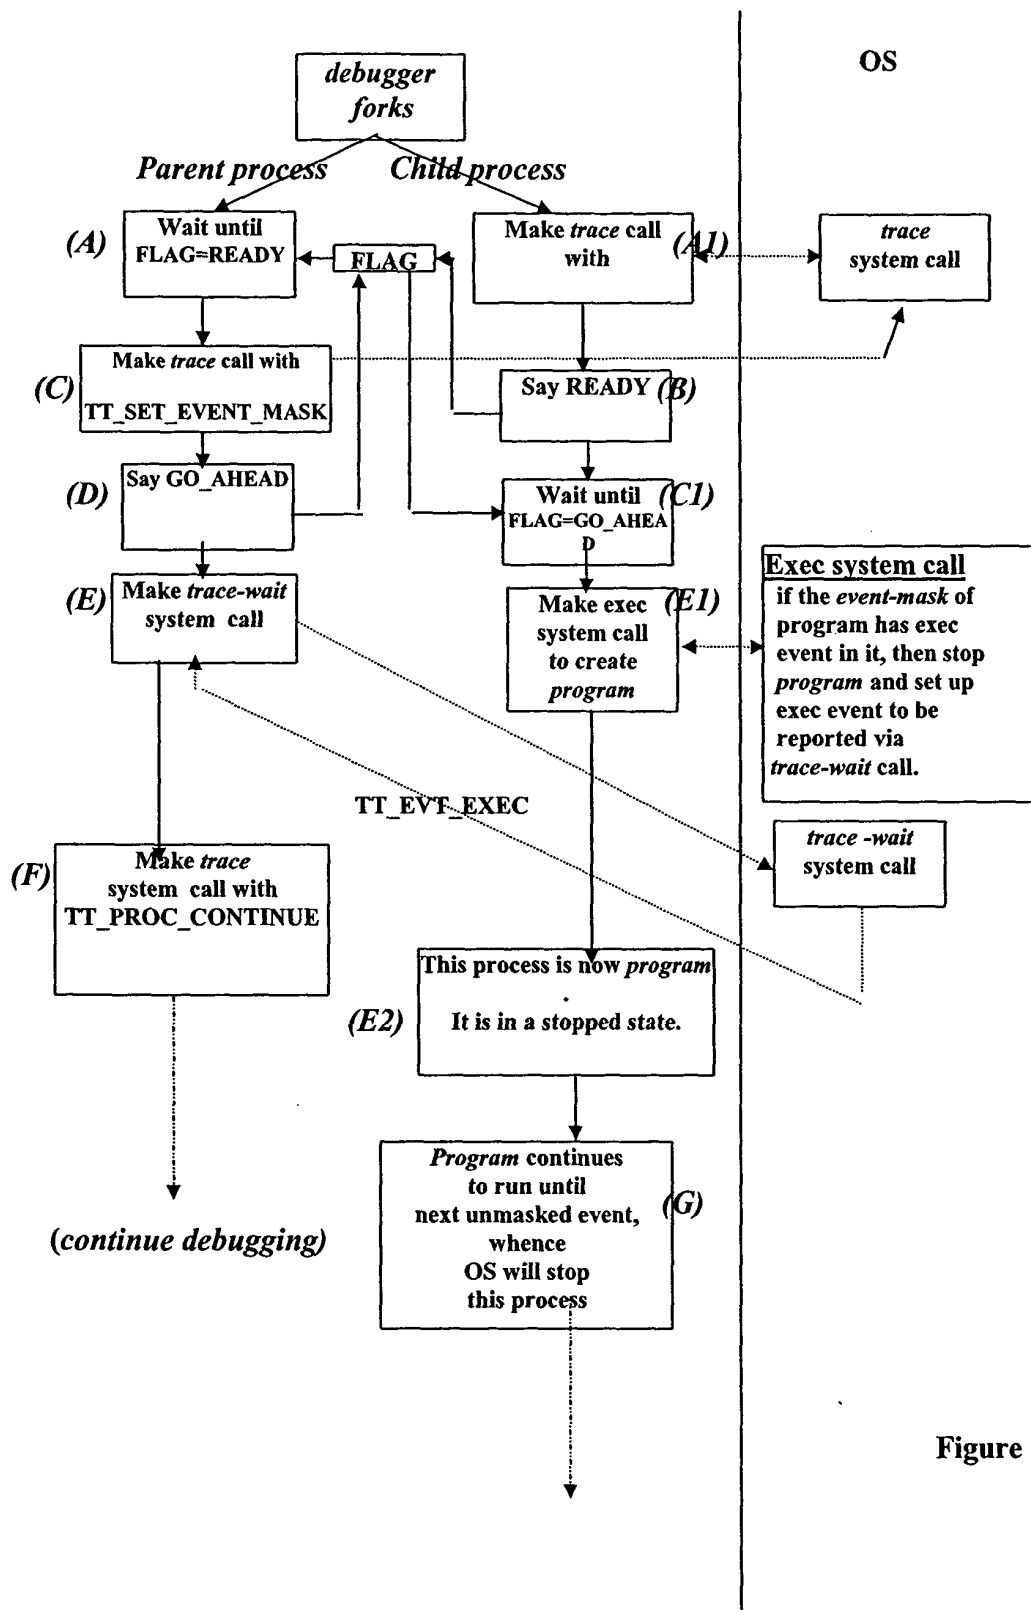 OS
debugger
forks
Parent process
Child process
(A)
Wait until
FLAG=READY
FLAG
Make trace call
with
(A1)
trace
system call
(C)
Make trace call with
TT_SET_EVENT_MASK
Say READY
(B)
(D)
Say GO_AHEAD
Wait until
FLAG=GO_AHEA
D
(C1)
(E)
Make trace-wait
system call
Make exec
system call
to create
program
(E1)
Exec system call
if the event-mask of
program has exec
event in it, then stop
program and set up
exec event to be
reported via
trace-wait call.
TT_EVT_EXEC
trace -wait
system call
(F)
Make trace
system call with
TT_PROC_CONTINUE
This process is now program
.
It is in a stopped state.
(E2)
Program continues
to run until
next unmasked event,
whence
OS will stop
this process
(G)
(continue debugging)
Figure